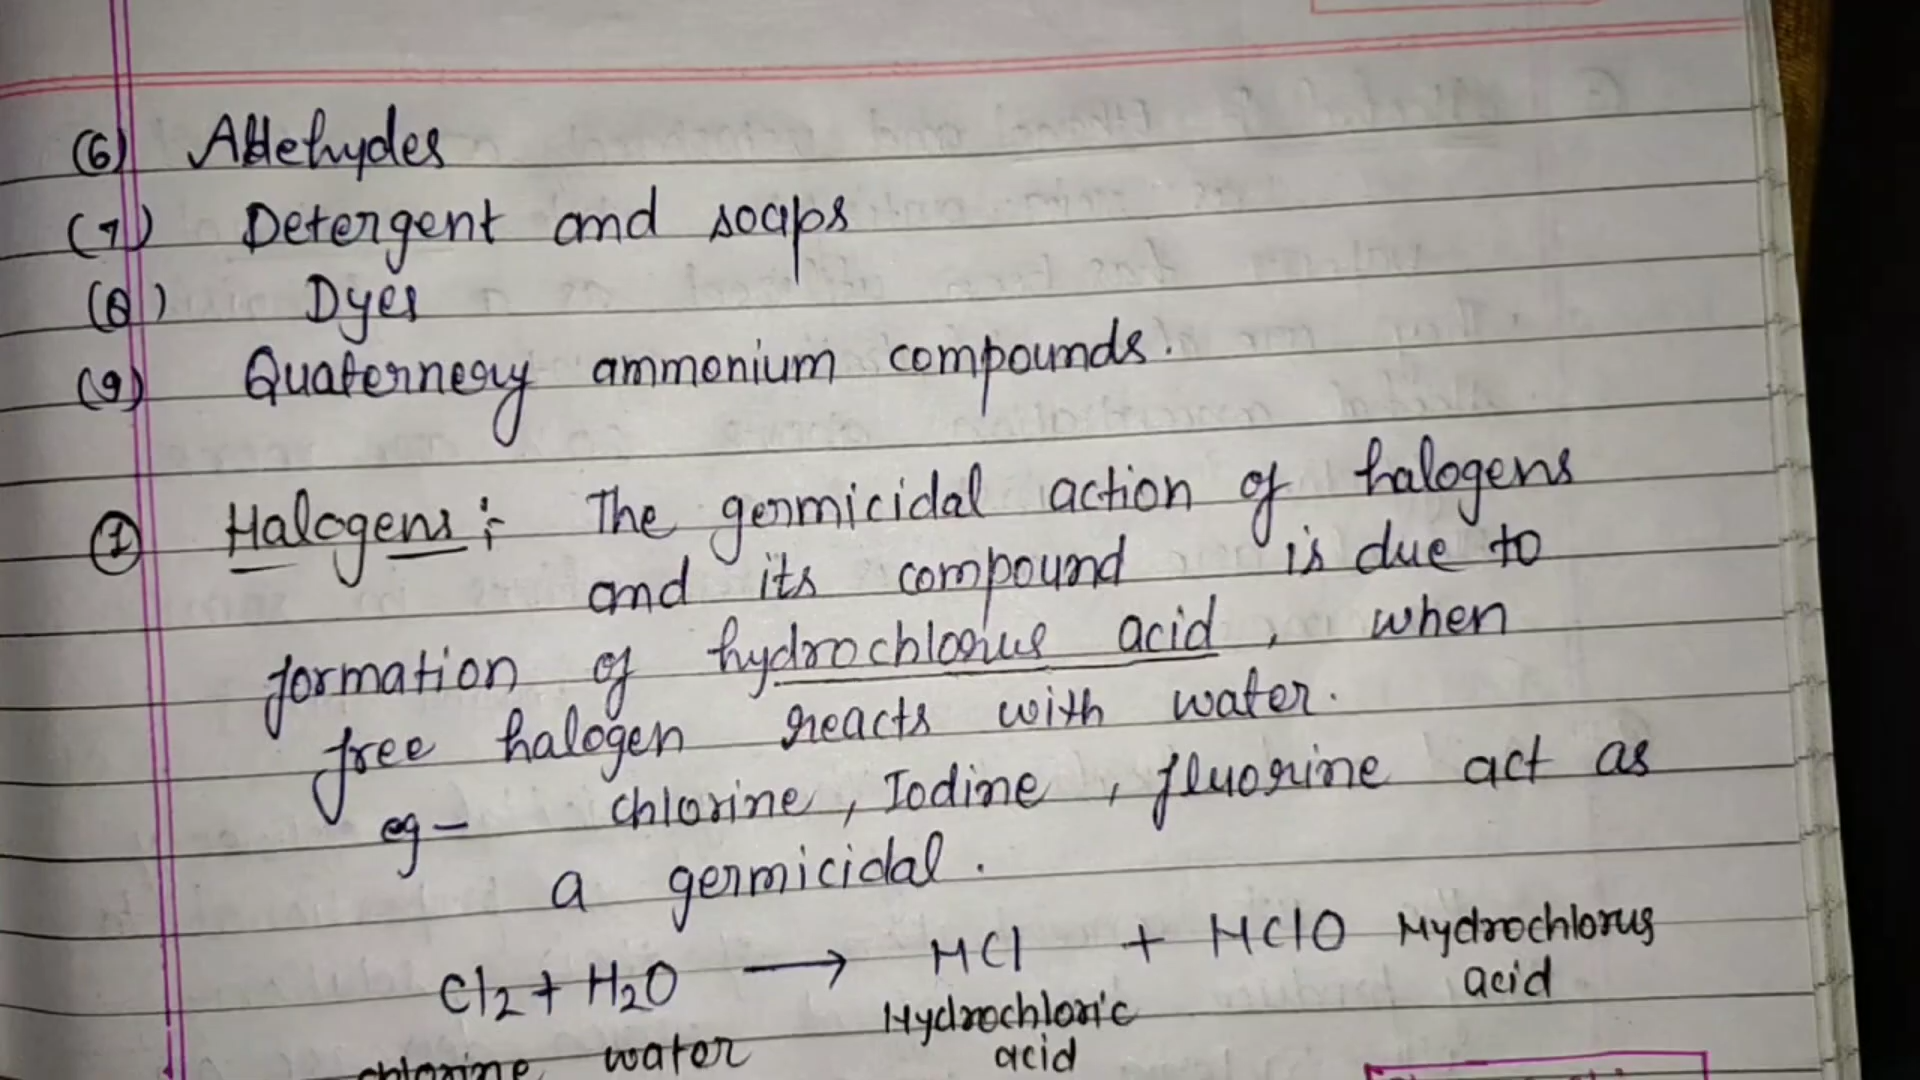 (6) Aldehydes
(7) Detergent and soaps
(8) Dyes
(9) Quaternery ammonium compounds.
① Halogens :- The germicidal action of halogens
and its compound is due to
formation of hydrochlorius acid, when
free halogen reacts with water.
eg- chlorine, Iodine, fluorine act as
a germicidal.
Cl2 + H2O ⟶ HCl + HClO Hydrochlorus
acid
Hydrochloric
chlorine water acid